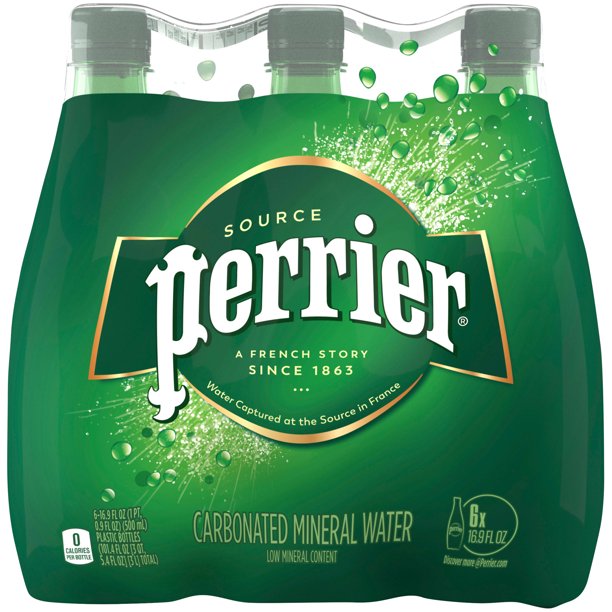 SOURCE
perrier®
A FRENCH STORY
SINCE 1863
Water Captured at the Source in France
6-16.9 FL OZ (1 PT,
0.9 FL OZ) (500 mL)
PLASTIC BOTTLES
(101.4 FL OZ (3 QT,
5.4 FL OZ) (3 L) TOTAL)
0
CALORIES
PER BOTTLE
CARBONATED MINERAL WATER
LOW MINERAL CONTENT
perrier
6x
16.9 FL OZ
Discover more @Perrier.com